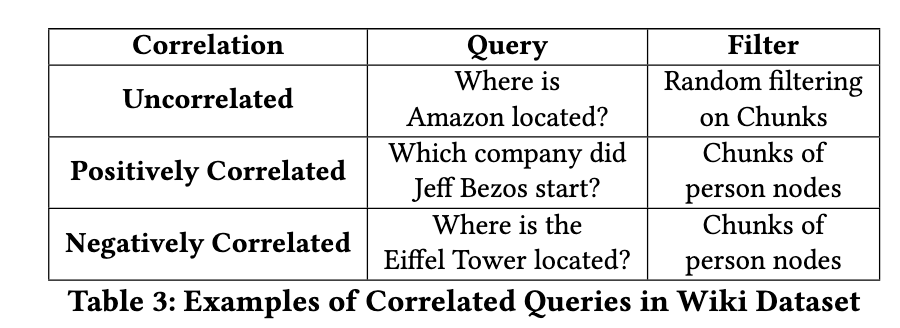 Correlation Query Filter
Uncorrelated
Where is
Amazon located?
Random filtering
on Chunks
Positively Correlated
Which company did
Jeff Bezos start?
Chunks of
person nodes
Negatively Correlated
Where is the
Eiffel Tower located?
Chunks of
person nodes
Table 3: Examples of Correlated Queries in Wiki Dataset